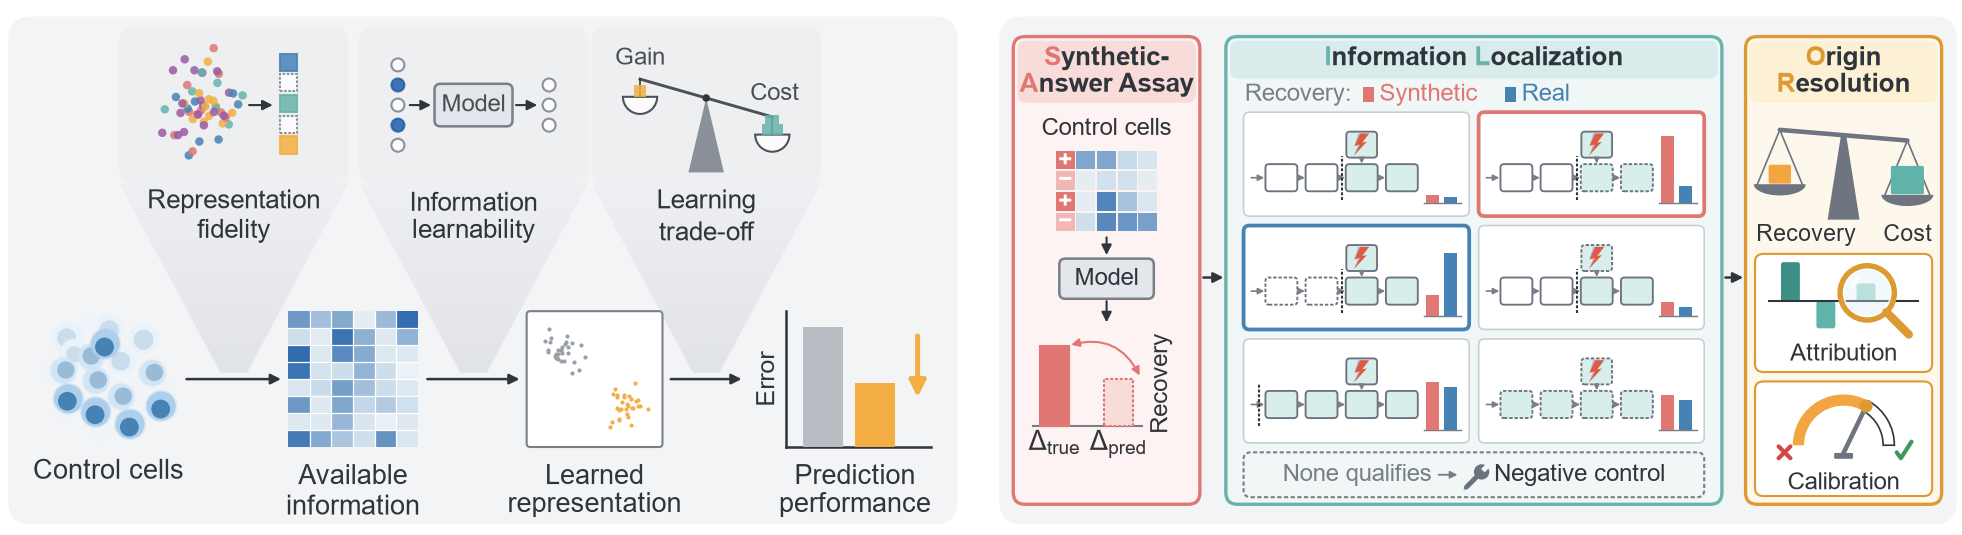 Representation
fidelity
Model
Information
learnability
Gain
Cost
Learning
trade-off
Control cells
Available
information
Learned
representation
Error
Prediction
performance
Synthetic-
Answer Assay
Control cells
+
−
+
−
Model
Recovery
Δtrue Δpred
Information Localization
Recovery: Synthetic Real
None qualifies → Negative control
Origin
Resolution
Recovery Cost
Attribution
Calibration